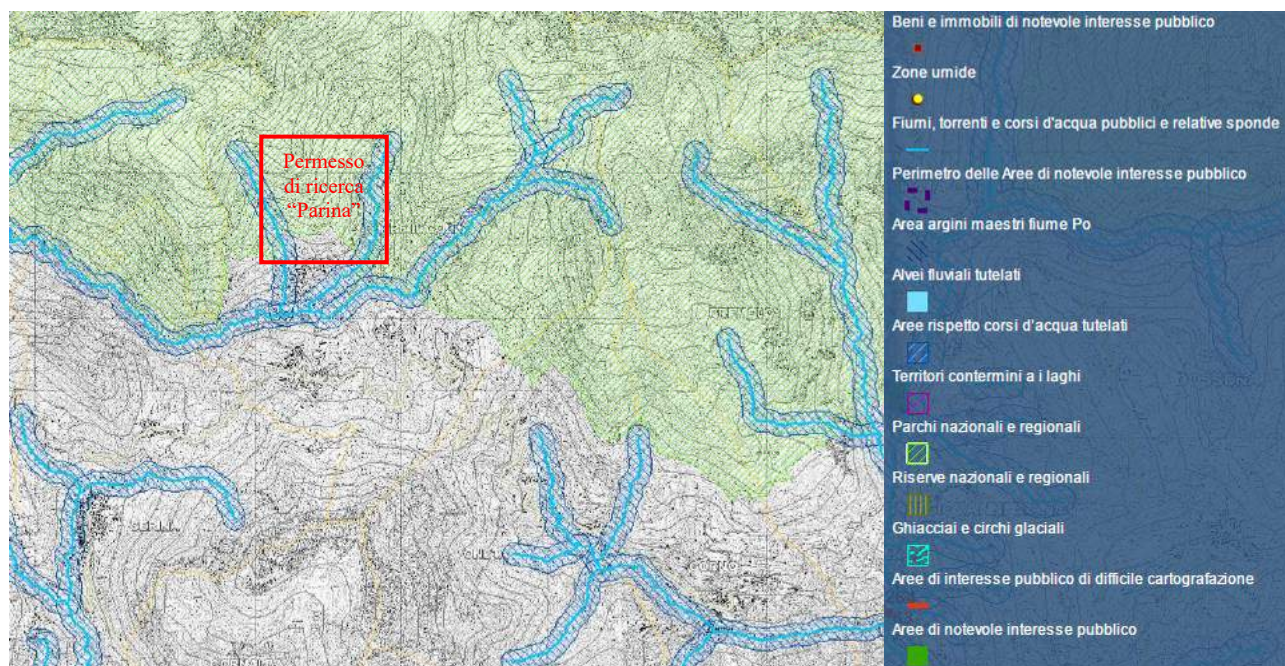 Permesso
di ricerca
“Parina”
Beni e immobili di notevole interesse pubblico
Zone umide
Fiumi, torrenti e corsi d'acqua pubblici e relative sponde
Perimetro delle Aree di notevole interesse pubblico
Area argini maestri fiume Po
Alvei fluviali tutelati
Aree rispetto corsi d'acqua tutelati
Territori contermini a i laghi
Parchi nazionali e regionali
Riserve nazionali e regionali
Ghiacciai e circhi glaciali
Aree di interesse pubblico di difficile cartografazione
Aree di notevole interesse pubblico